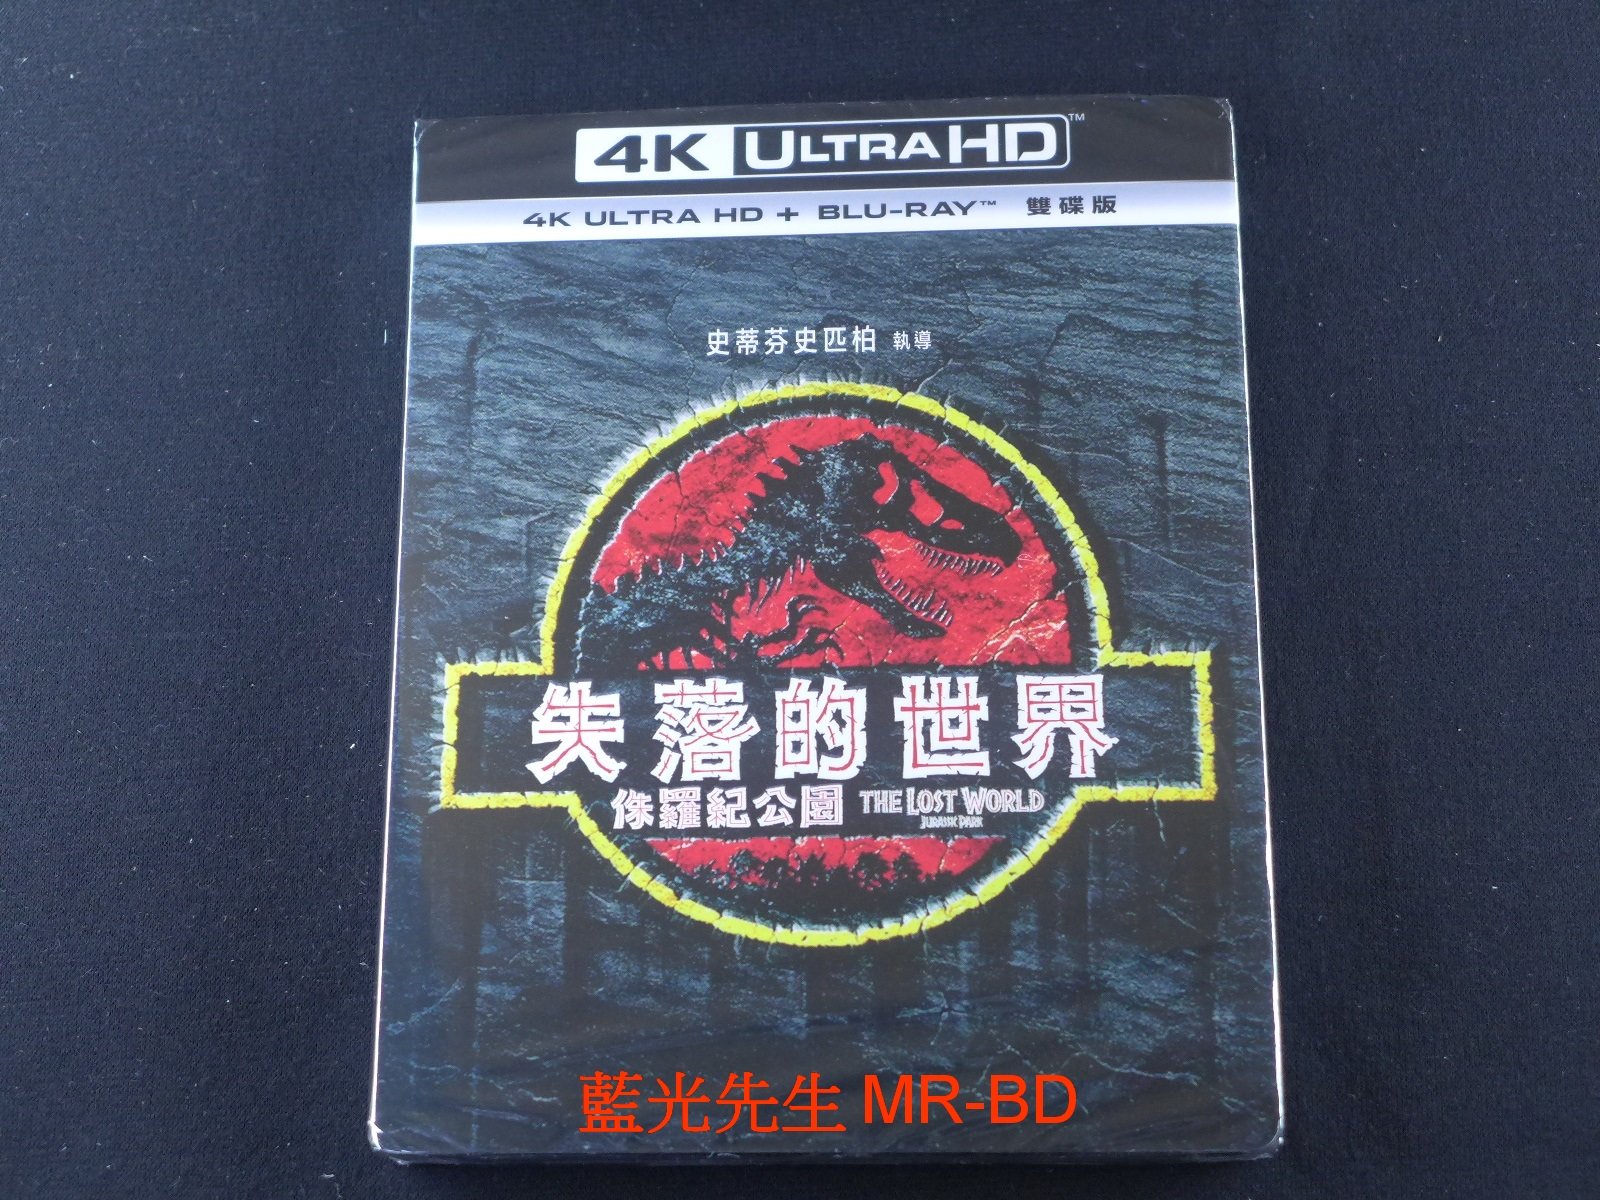 4K ULTRA HD™
4K ULTRA HD + BLU-RAY™ 雙碟版
史蒂芬史匹柏 執導
失落的世界
侏羅紀公園 THE LOST WORLD
JURASSIC PARK
藍光先生 MR-BD